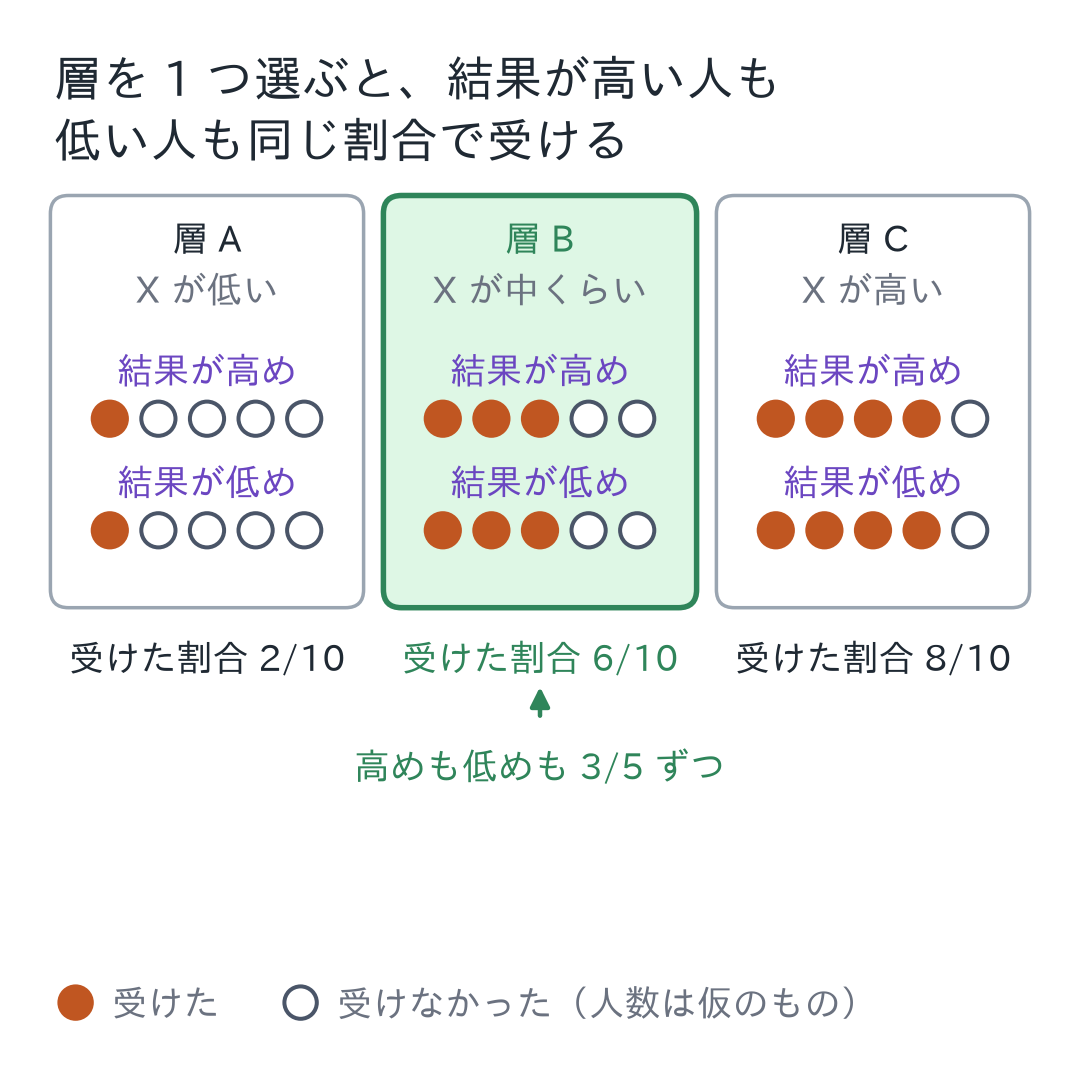 層を 1 つ選ぶと、結果が高い人も
低い人も同じ割合で受ける
層 A
X が低い
結果が高め
結果が低め
受けた割合 2/10
層 B
X が中くらい
結果が高め
結果が低め
受けた割合 6/10
高めも低めも 3/5 ずつ
層 C
X が高い
結果が高め
結果が低め
受けた割合 8/10
受けた
受けなかった（人数は仮のもの）